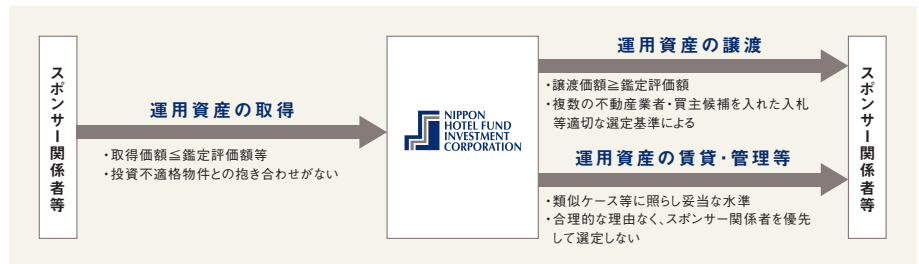 スポンサー関係者等
運用資産の取得
・取得価額≦鑑定評価額等
・投資不適格物件との抱き合わせがない
NIPPON
HOTEL FUND
INVESTMENT
CORPORATION
運用資産の譲渡
・譲渡価額≧鑑定評価額
・複数の不動産業者・買主候補を入れた入札
等適切な選定基準による
運用資産の賃貸・管理等
・類似ケース等に照らし妥当な水準
・合理的な理由なく、スポンサー関係者を優先
して選定しない
スポンサー関係者等